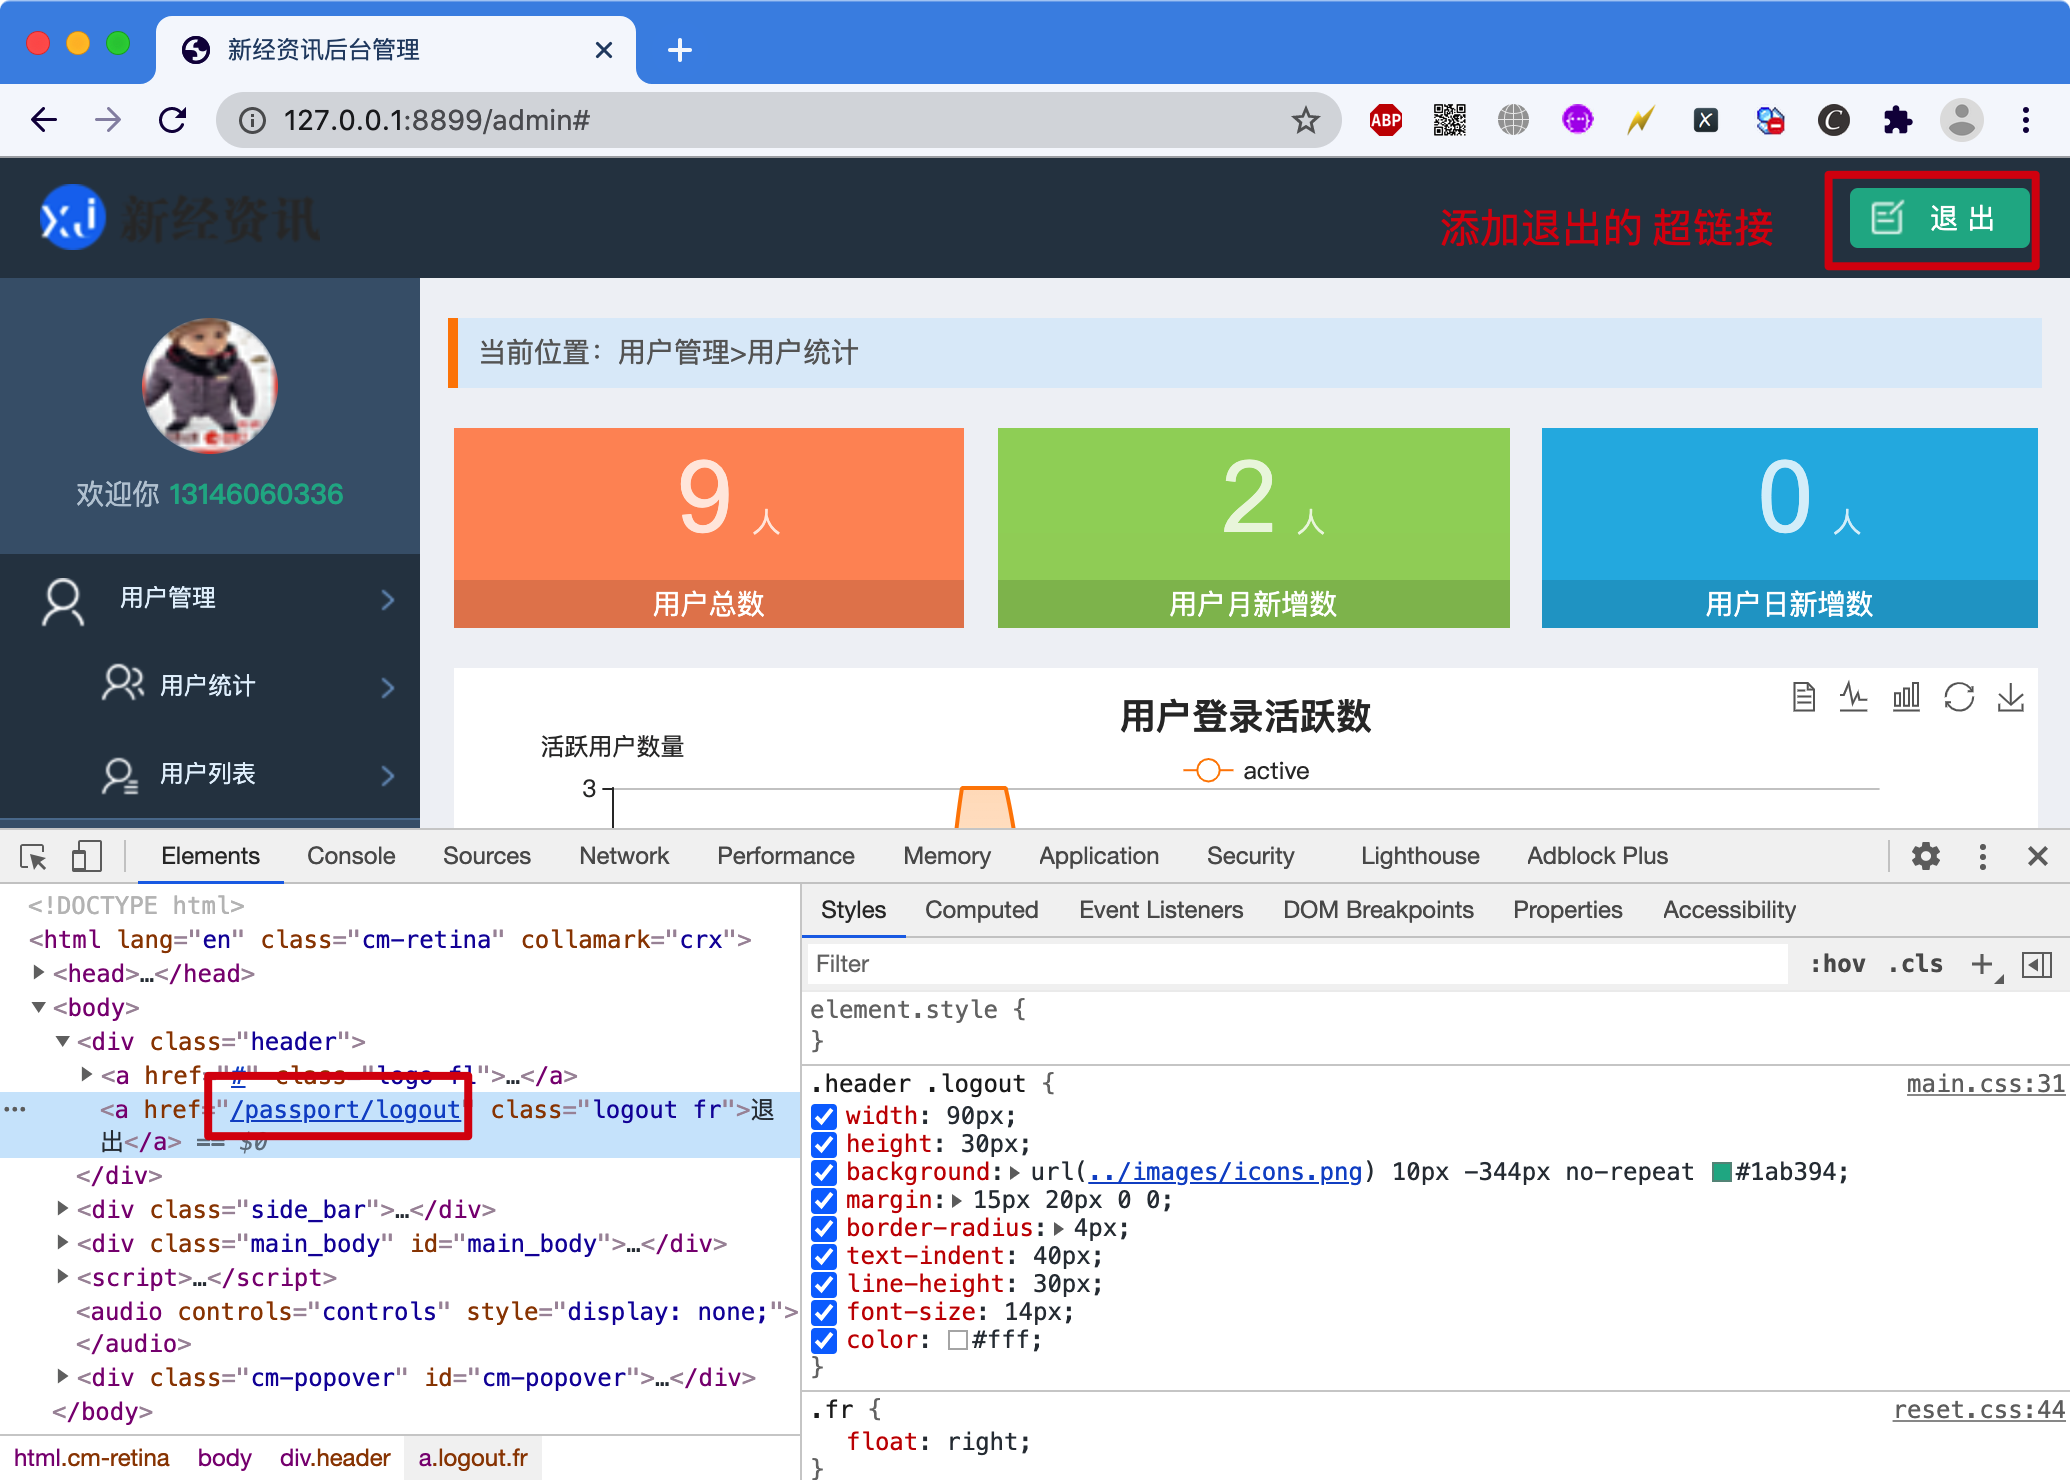 新经资讯后台管理
127.0.0.1:8899/admin#
ABP
xj 新经资讯
添加退出的 超链接
退 出
当前位置：用户管理>用户统计
欢迎你 13146060336
9 人
用户总数
2 人
用户月新增数
0 人
用户日新增数
用户管理
用户统计
用户列表
用户登录活跃数
活跃用户数量
active
3
Elements Console Sources Network Performance Memory Application Security Lighthouse Adblock Plus
<!DOCTYPE html>
<html lang="en" class="cm-retina" collamark="crx">
<head>…</head>
<body>
<div class="header">
<a href="#" class="logo fl">…</a>
<a href="/passport/logout" class="logout fr">退
出</a> == $0
</div>
<div class="side_bar">…</div>
<div class="main_body" id="main_body">…</div>
<script>…</script>
<audio controls="controls" style="display: none;">
</audio>
<div class="cm-popover" id="cm-popover">…</div>
</body>
html.cm-retina body div.header a.logout.fr
Styles Computed Event Listeners DOM Breakpoints Properties Accessibility
Filter :hov .cls
element.style {
}
.header .logout { main.css:31
width: 90px;
height: 30px;
background: url(../images/icons.png) 10px -344px no-repeat #1ab394;
margin: 15px 20px 0 0;
border-radius: 4px;
text-indent: 40px;
line-height: 30px;
font-size: 14px;
color: #fff;
}
.fr { reset.css:44
float: right;
}